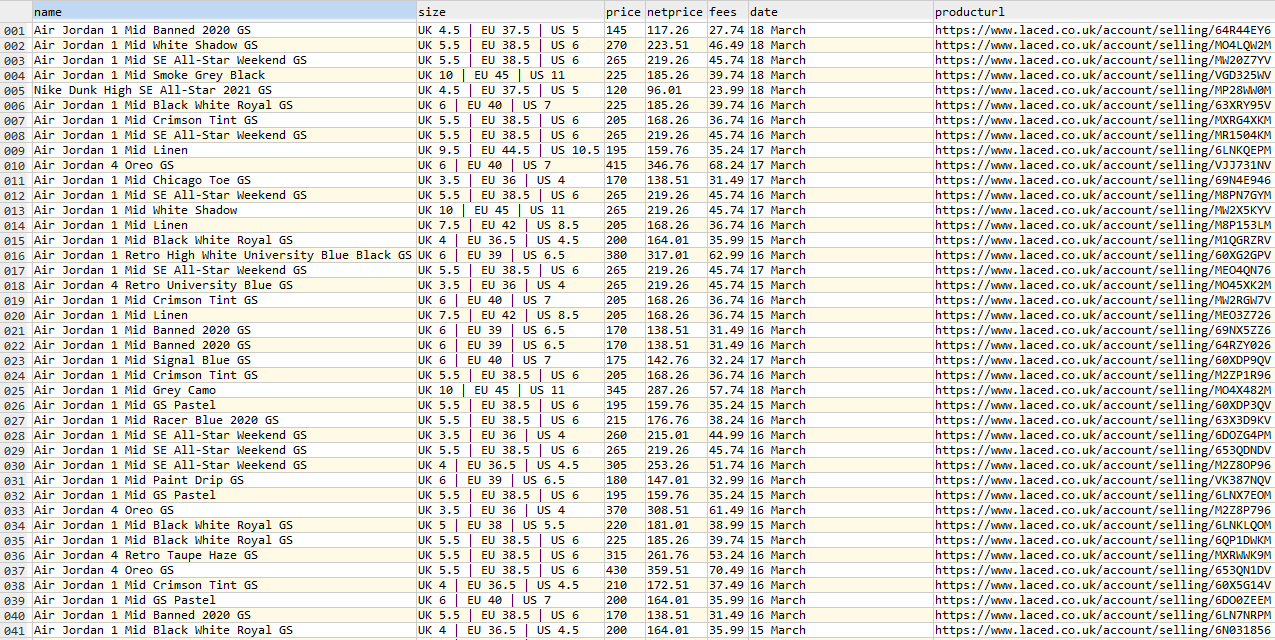 name size price netprice fees date producturl
001 Air Jordan 1 Mid Banned 2020 GS UK 4.5 | EU 37.5 | US 5 145 117.26 27.74 18 March https://www.laced.co.uk/account/selling/64R44EY6
002 Air Jordan 1 Mid White Shadow GS UK 5.5 | EU 38.5 | US 6 270 223.51 46.49 18 March https://www.laced.co.uk/account/selling/MO4LQW2M
003 Air Jordan 1 Mid SE All-Star Weekend GS UK 5.5 | EU 38.5 | US 6 265 219.26 45.74 18 March https://www.laced.co.uk/account/selling/MW20Z7YV
004 Air Jordan 1 Mid Smoke Grey Black UK 10 | EU 45 | US 11 225 185.26 39.74 18 March https://www.laced.co.uk/account/selling/VGD325WV
005 Nike Dunk High SE All-Star 2021 GS UK 4.5 | EU 37.5 | US 5 120 96.01 23.99 18 March https://www.laced.co.uk/account/selling/MP28WW0M
006 Air Jordan 1 Mid Black White Royal GS UK 6 | EU 40 | US 7 225 185.26 39.74 16 March https://www.laced.co.uk/account/selling/63XRY95V
007 Air Jordan 1 Mid Crimson Tint GS UK 5.5 | EU 38.5 | US 6 205 168.26 36.74 16 March https://www.laced.co.uk/account/selling/MXRG4XKM
008 Air Jordan 1 Mid SE All-Star Weekend GS UK 5.5 | EU 38.5 | US 6 265 219.26 45.74 16 March https://www.laced.co.uk/account/selling/MR1504KM
009 Air Jordan 1 Mid Linen UK 9.5 | EU 44.5 | US 10.5 195 159.76 35.24 17 March https://www.laced.co.uk/account/selling/6LNKQEPM
010 Air Jordan 4 Oreo GS UK 6 | EU 40 | US 7 415 346.76 68.24 17 March https://www.laced.co.uk/account/selling/VJJ731NV
011 Air Jordan 1 Mid Chicago Toe GS UK 3.5 | EU 36 | US 4 170 138.51 31.49 17 March https://www.laced.co.uk/account/selling/69N4E946
012 Air Jordan 1 Mid SE All-Star Weekend GS UK 5.5 | EU 38.5 | US 6 265 219.26 45.74 17 March https://www.laced.co.uk/account/selling/M8PN7GYM
013 Air Jordan 1 Mid White Shadow UK 10 | EU 45 | US 11 265 219.26 45.74 17 March https://www.laced.co.uk/account/selling/MW2X5KYV
014 Air Jordan 1 Mid Linen UK 7.5 | EU 42 | US 8.5 205 168.26 36.74 16 March https://www.laced.co.uk/account/selling/M8P153LM
015 Air Jordan 1 Mid Black White Royal GS UK 4 | EU 36.5 | US 4.5 200 164.01 35.99 15 March https://www.laced.co.uk/account/selling/M1QGRZRV
016 Air Jordan 1 Retro High White University Blue Black GS UK 6 | EU 39 | US 6.5 380 317.01 62.99 16 March https://www.laced.co.uk/account/selling/60XG2GPV
017 Air Jordan 1 Mid SE All-Star Weekend GS UK 5.5 | EU 38.5 | US 6 265 219.26 45.74 17 March https://www.laced.co.uk/account/selling/MEO4QN76
018 Air Jordan 4 Retro University Blue GS UK 3.5 | EU 36 | US 4 265 219.26 45.74 15 March https://www.laced.co.uk/account/selling/MO45XK2M
019 Air Jordan 1 Mid Crimson Tint GS UK 6 | EU 40 | US 7 205 168.26 36.74 16 March https://www.laced.co.uk/account/selling/MW2RGW7V
020 Air Jordan 1 Mid Linen UK 7.5 | EU 42 | US 8.5 205 168.26 36.74 15 March https://www.laced.co.uk/account/selling/MEO3Z726
021 Air Jordan 1 Mid Banned 2020 GS UK 6 | EU 39 | US 6.5 170 138.51 31.49 16 March https://www.laced.co.uk/account/selling/69NX5ZZ6
022 Air Jordan 1 Mid Banned 2020 GS UK 6 | EU 39 | US 6.5 170 138.51 31.49 16 March https://www.laced.co.uk/account/selling/64RZY026
023 Air Jordan 1 Mid Signal Blue GS UK 6 | EU 40 | US 7 175 142.76 32.24 17 March https://www.laced.co.uk/account/selling/60XDP9QV
024 Air Jordan 1 Mid Crimson Tint GS UK 5.5 | EU 38.5 | US 6 205 168.26 36.74 16 March https://www.laced.co.uk/account/selling/M2ZP1R96
025 Air Jordan 1 Mid Grey Camo UK 10 | EU 45 | US 11 345 287.26 57.74 18 March https://www.laced.co.uk/account/selling/MO4X482M
026 Air Jordan 1 Mid GS Pastel UK 5.5 | EU 38.5 | US 6 195 159.76 35.24 15 March https://www.laced.co.uk/account/selling/60XDP3QV
027 Air Jordan 1 Mid Racer Blue 2020 GS UK 5.5 | EU 38.5 | US 6 215 176.76 38.24 16 March https://www.laced.co.uk/account/selling/63X3D9KV
028 Air Jordan 1 Mid SE All-Star Weekend GS UK 3.5 | EU 36 | US 4 260 215.01 44.99 16 March https://www.laced.co.uk/account/selling/6DOZG4PM
029 Air Jordan 1 Mid SE All-Star Weekend GS UK 5.5 | EU 38.5 | US 6 265 219.26 45.74 16 March https://www.laced.co.uk/account/selling/653QDNDV
030 Air Jordan 1 Mid SE All-Star Weekend GS UK 4 | EU 36.5 | US 4.5 305 253.26 51.74 16 March https://www.laced.co.uk/account/selling/M2Z8OP96
031 Air Jordan 1 Mid Paint Drip GS UK 6 | EU 39 | US 6.5 180 147.01 32.99 16 March https://www.laced.co.uk/account/selling/VK387NQV
032 Air Jordan 1 Mid GS Pastel UK 5.5 | EU 38.5 | US 6 195 159.76 35.24 15 March https://www.laced.co.uk/account/selling/6LNX7EOM
033 Air Jordan 4 Oreo GS UK 3.5 | EU 36 | US 4 370 308.51 61.49 16 March https://www.laced.co.uk/account/selling/M2Z8P796
034 Air Jordan 1 Mid Black White Royal GS UK 5 | EU 38 | US 5.5 220 181.01 38.99 15 March https://www.laced.co.uk/account/selling/6LNKLQOM
035 Air Jordan 1 Mid Black White Royal GS UK 5.5 | EU 38.5 | US 6 225 185.26 39.74 15 March https://www.laced.co.uk/account/selling/6QP1DWKM
036 Air Jordan 4 Retro Taupe Haze GS UK 5.5 | EU 38.5 | US 6 315 261.76 53.24 16 March https://www.laced.co.uk/account/selling/MXRWWK9M
037 Air Jordan 4 Oreo GS UK 5.5 | EU 38.5 | US 6 430 359.51 70.49 16 March https://www.laced.co.uk/account/selling/653QN1DV
038 Air Jordan 1 Mid Crimson Tint GS UK 4 | EU 36.5 | US 4.5 210 172.51 37.49 16 March https://www.laced.co.uk/account/selling/60X5G14V
039 Air Jordan 1 Mid GS Pastel UK 6 | EU 40 | US 7 200 164.01 35.99 16 March https://www.laced.co.uk/account/selling/6DO0ZEEM
040 Air Jordan 1 Mid Banned 2020 GS UK 5.5 | EU 38.5 | US 6 170 138.51 31.49 16 March https://www.laced.co.uk/account/selling/6LN7NRPM
041 Air Jordan 1 Mid Black White Royal GS UK 4 | EU 36.5 | US 4.5 200 164.01 35.99 15 March https://www.laced.co.uk/account/selling/6N031856